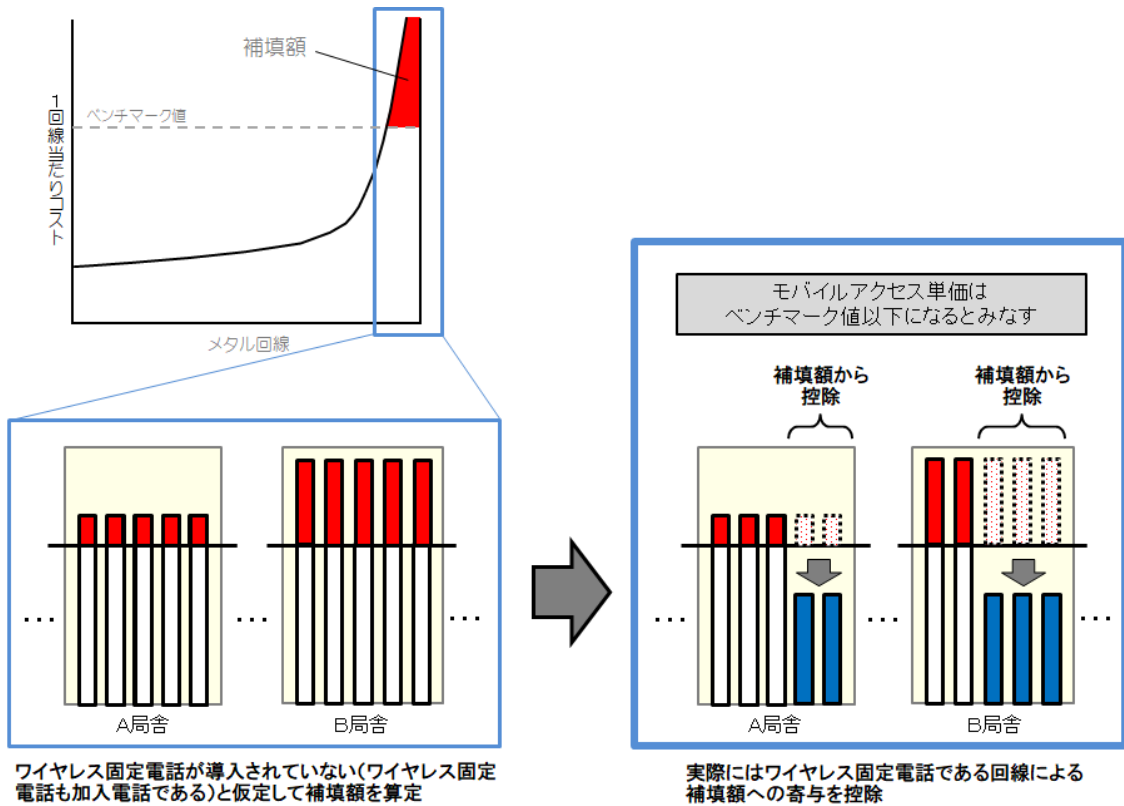 補填額
ベンチマーク値
1回線当たりコスト
メタル回線
モバイルアクセス単価は
ベンチマーク値以下になるとみなす
補填額から
控除
補填額から
控除
…
…
…
A局舎
B局舎
…
…
…
A局舎
B局舎
ワイヤレス固定電話が導入されていない(ワイヤレス固定
電話も加入電話である)と仮定して補填額を算定
実際にはワイヤレス固定電話である回線による
補填額への寄与を控除